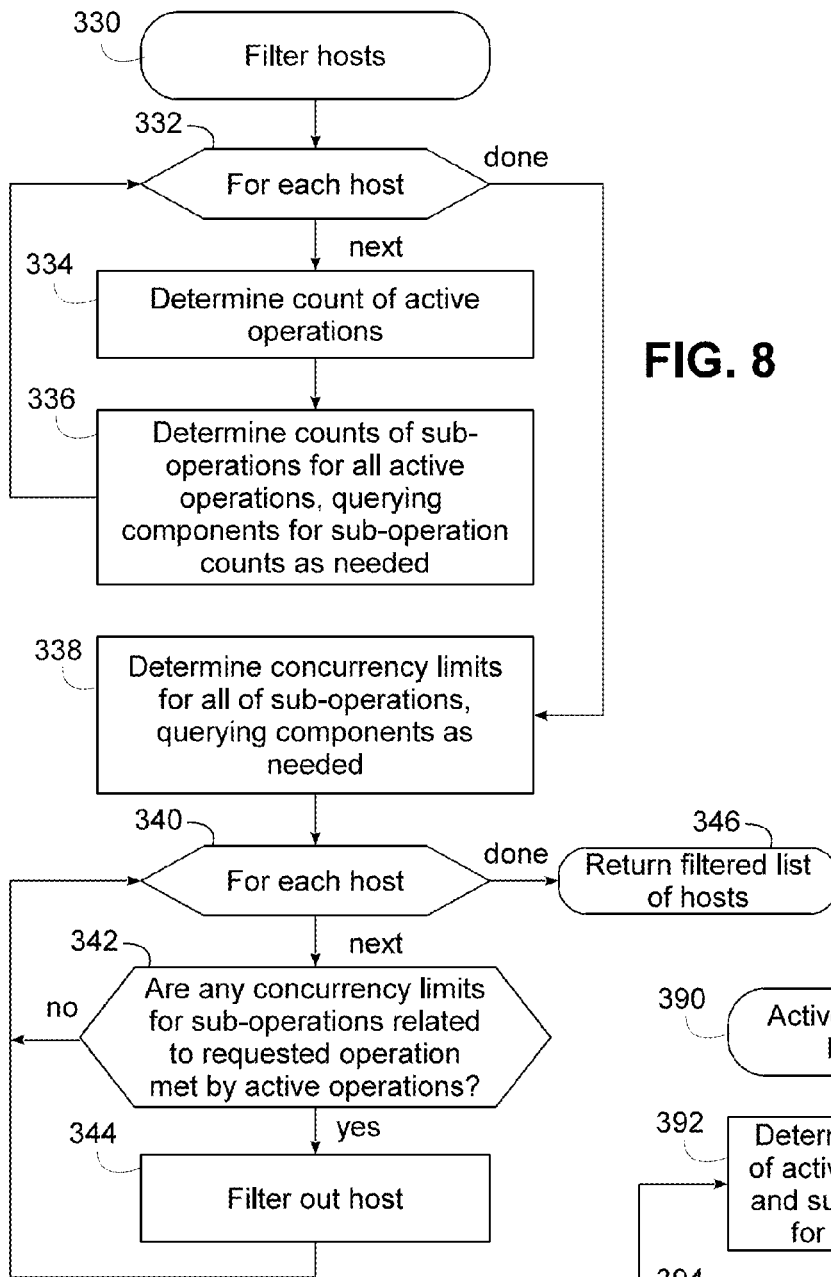 330
Filter hosts
332
done
For each host
next
334
Determine count of active
operations
FIG. 8
336
Determine counts of sub-
operations for all active
operations, querying
components for sub-operation
counts as needed
338
Determine concurrency limits
for all of sub-operations,
querying components as
needed
340
done
346
For each host
Return filtered list
of hosts
next
342
no
Are any concurrency limits
for sub-operations related
to requested operation
met by active operations?
yes
344
Filter out host
390
392
of activ
and su
for
394